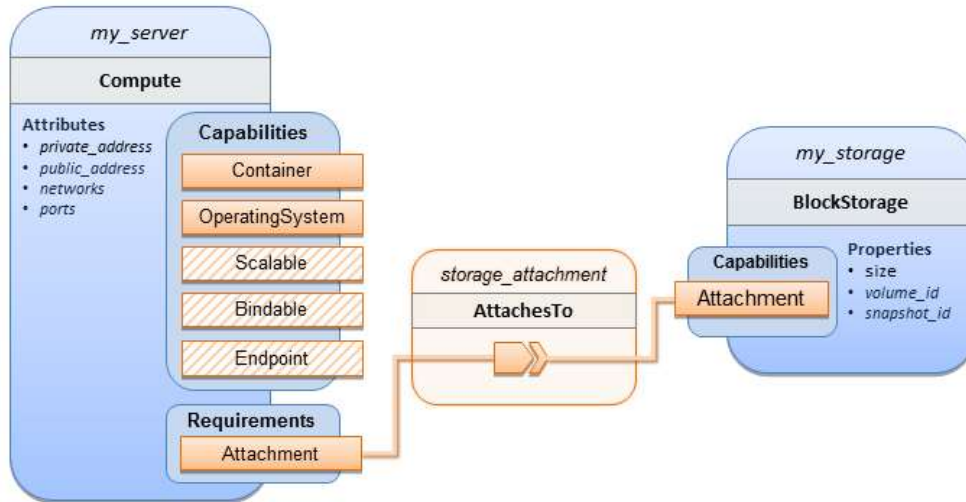 my_server
Compute
Attributes
• private_address
• public_address
• networks
• ports
Capabilities
Container
OperatingSystem
Scalable
Bindable
Endpoint
Requirements
Attachment
storage_attachment
AttachesTo
my_storage
BlockStorage
Capabilities
Attachment
Properties
• size
• volume_id
• snapshot_id